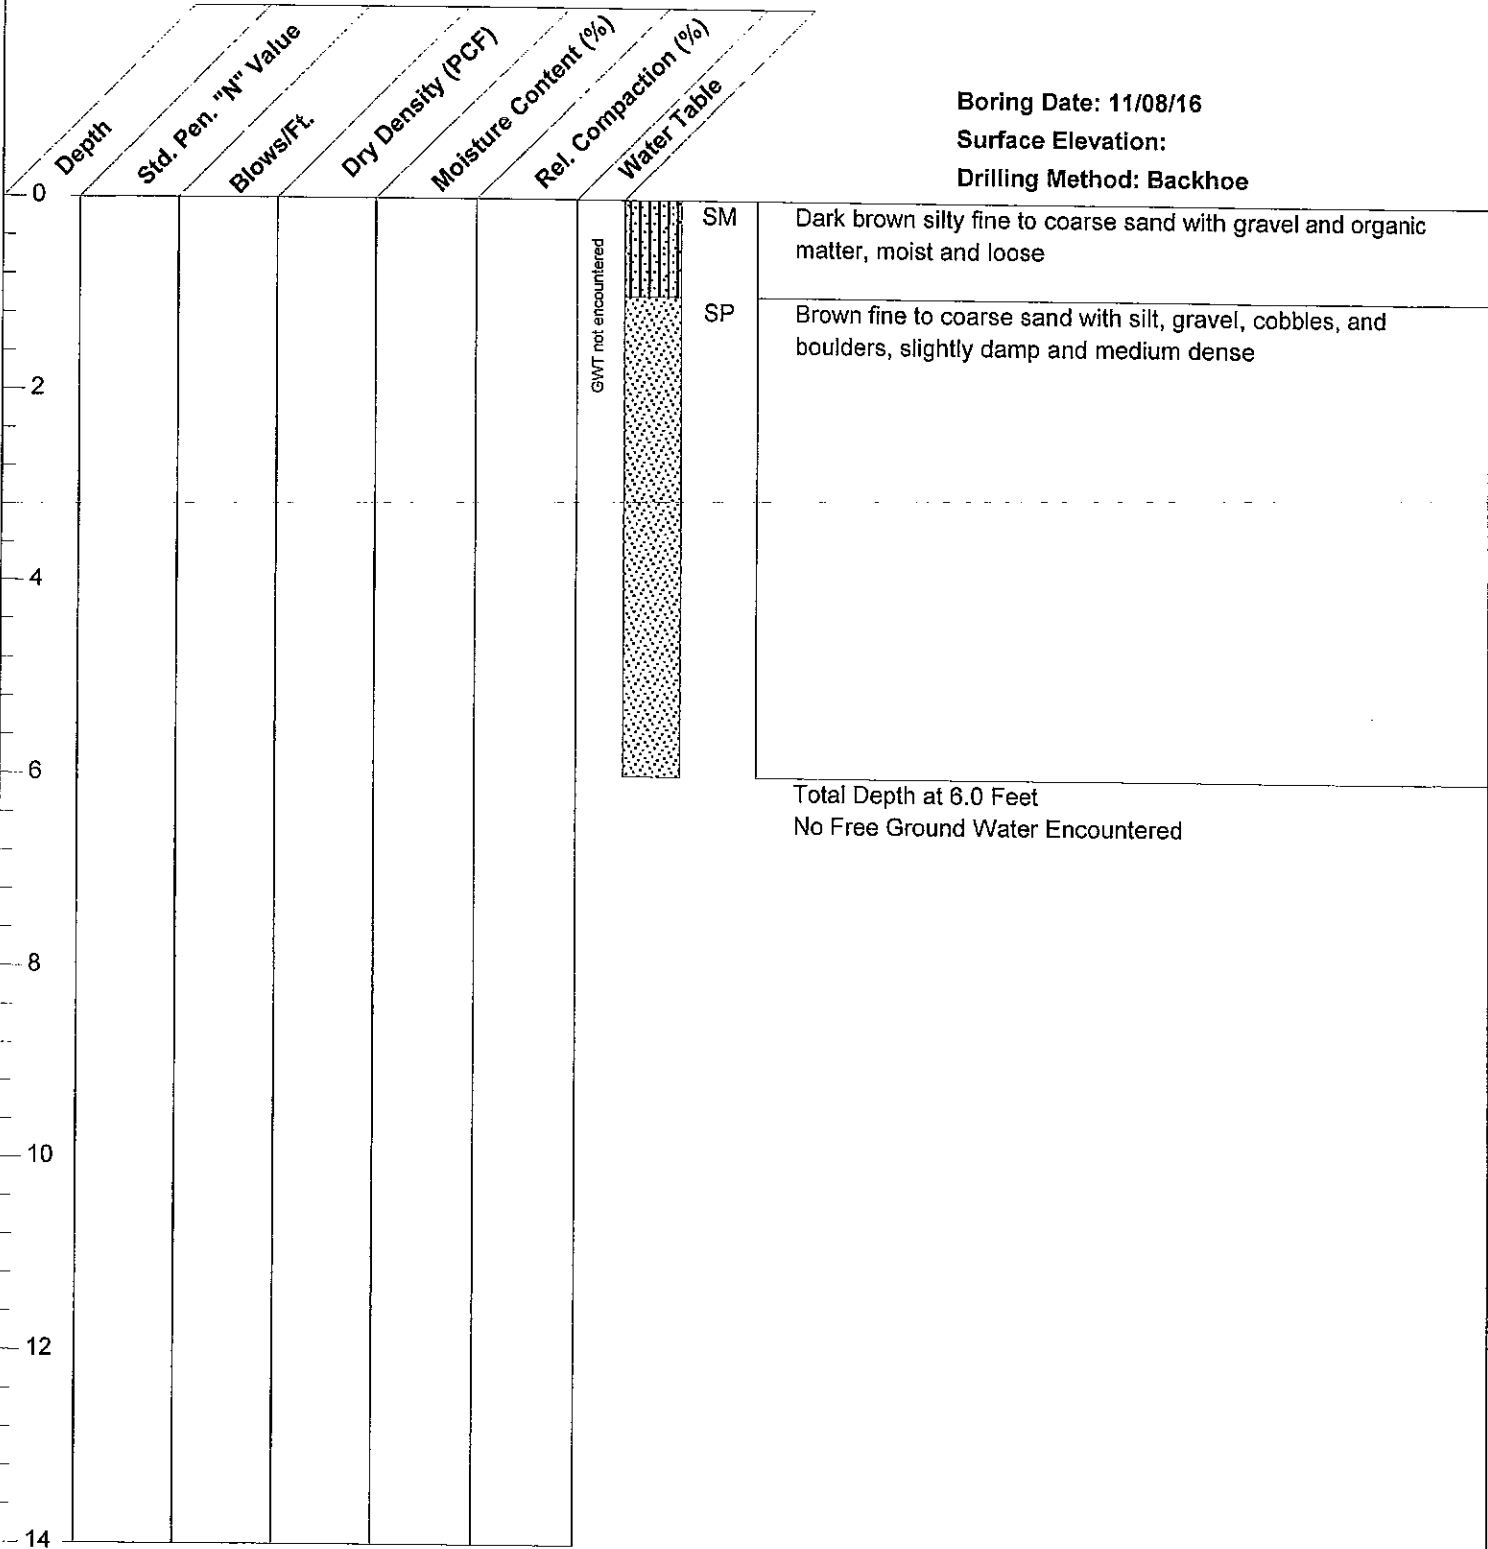 Depth
Std. Pen. "N" Value
Blows/Ft.
Dry Density (PCF)
Moisture Content (%)
Rel. Compaction (%)
Water Table
Boring Date: 11/08/16
Surface Elevation:
Drilling Method: Backhoe
0
SM
Dark brown silty fine to coarse sand with gravel and organic
matter, moist and loose
GWT not encountered
SP
Brown fine to coarse sand with silt, gravel, cobbles, and
boulders, slightly damp and medium dense
2
4
6
Total Depth at 6.0 Feet
No Free Ground Water Encountered
8
10
12
14